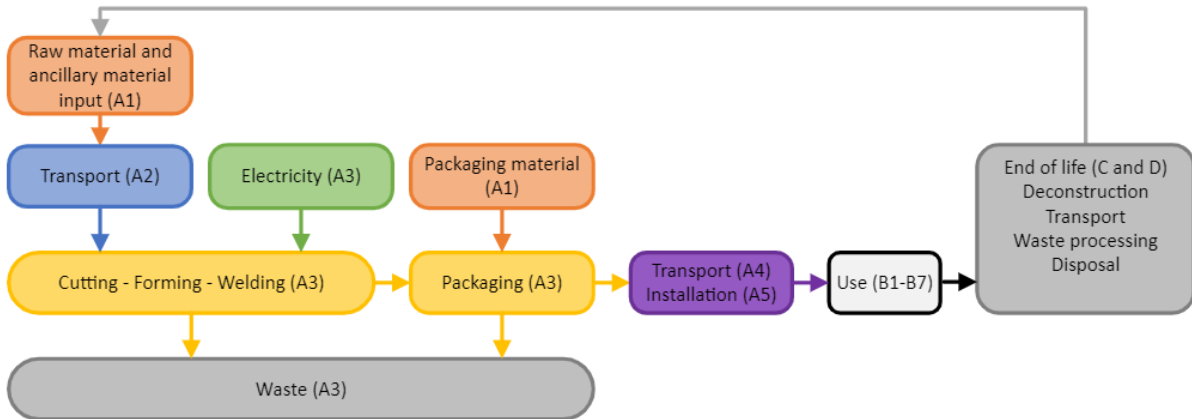 Raw material and
ancillary material
input (A1)
Transport (A2)
Electricity (A3)
Packaging material
(A1)
End of life (C and D)
Deconstruction
Transport
Waste processing
Disposal
Cutting - Forming - Welding (A3)
Packaging (A3)
Transport (A4)
Installation (A5)
Use (B1-B7)
Waste (A3)